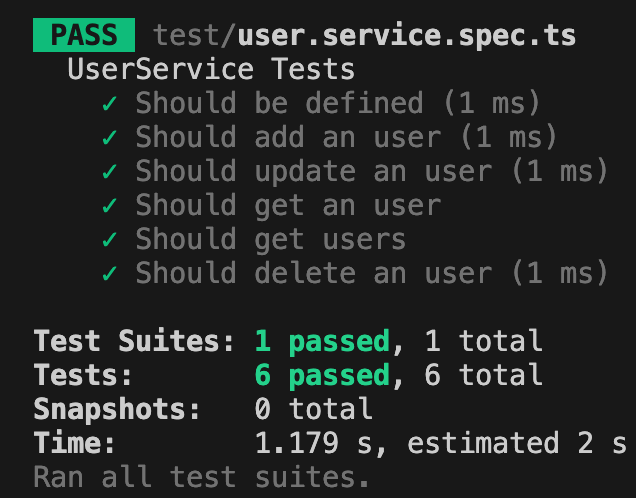 PASS test/user.service.spec.ts
UserService Tests
✓ Should be defined (1 ms)
✓ Should add an user (1 ms)
✓ Should update an user (1 ms)
✓ Should get an user
✓ Should get users
✓ Should delete an user (1 ms)
Test Suites: 1 passed, 1 total
Tests: 6 passed, 6 total
Snapshots: 0 total
Time: 1.179 s, estimated 2 s
Ran all test suites.